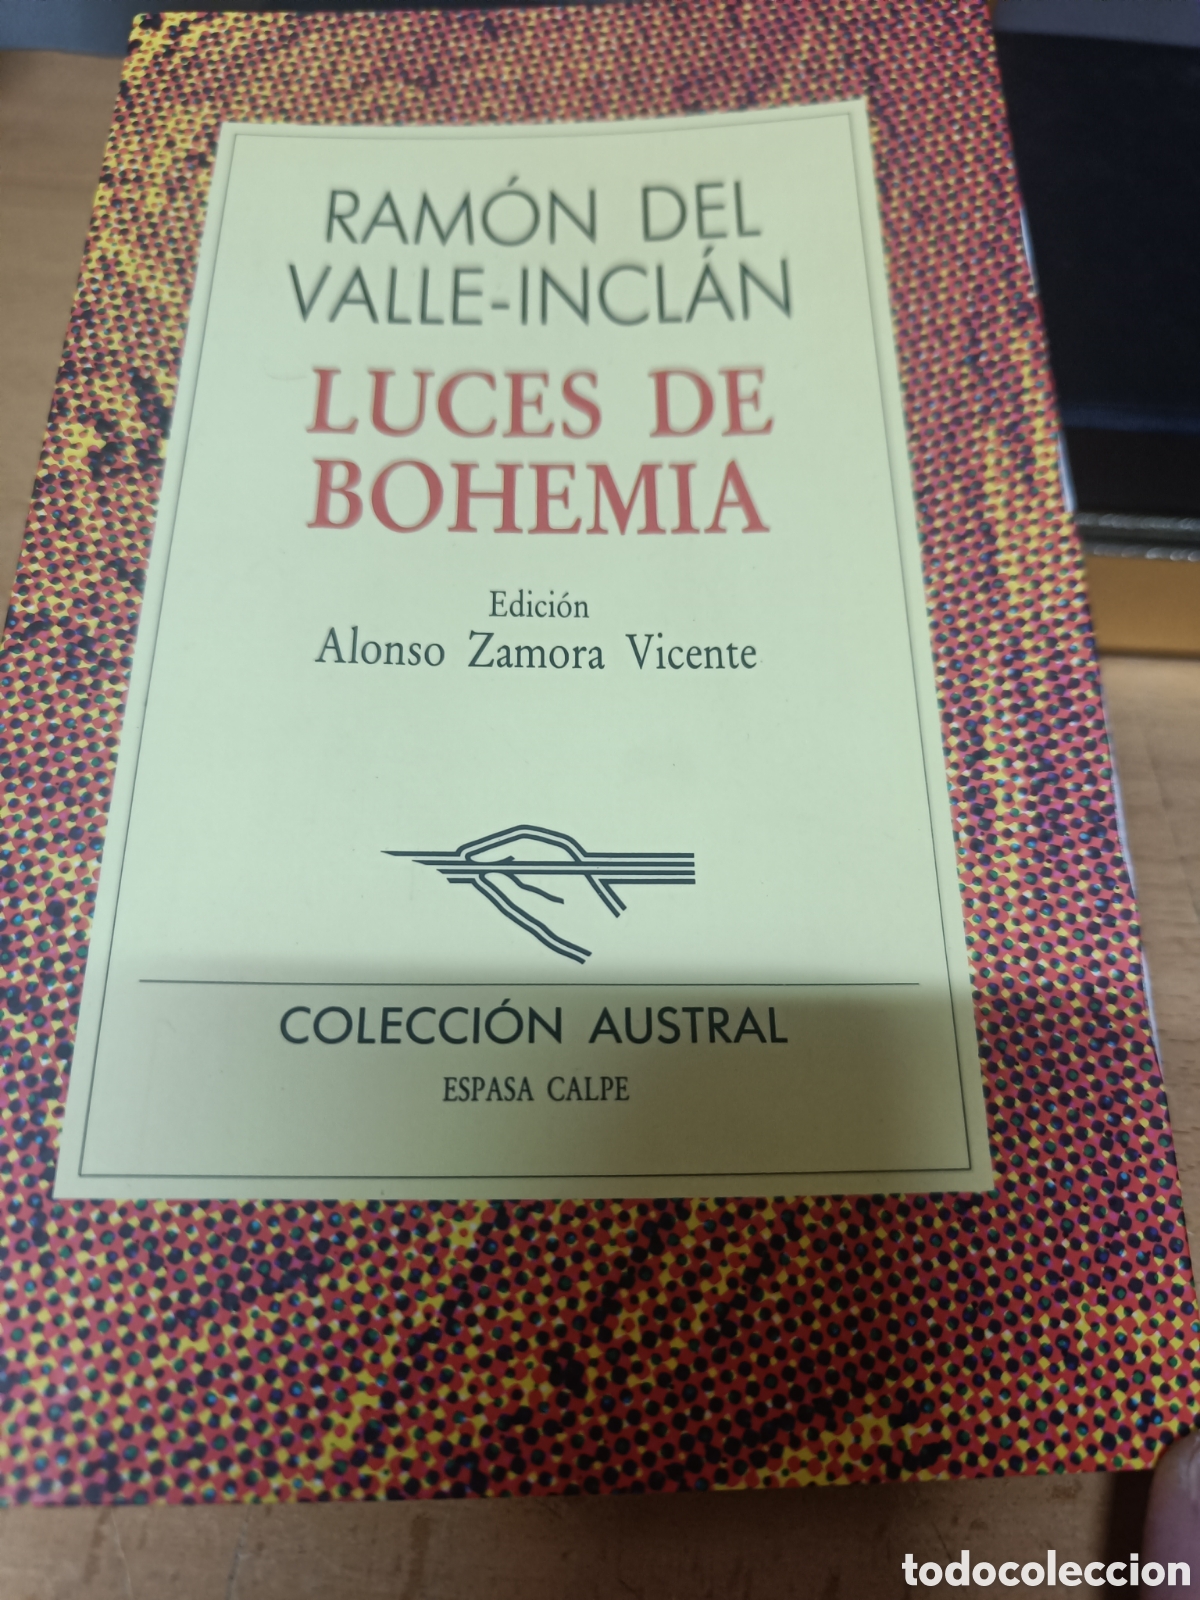 RAMÓN DEL
VALLE-INCLÁN
LUCES DE
BOHEMIA
Edición
Alonso Zamora Vicente
COLECCIÓN AUSTRAL
ESPASA CALPE
todocoleccion